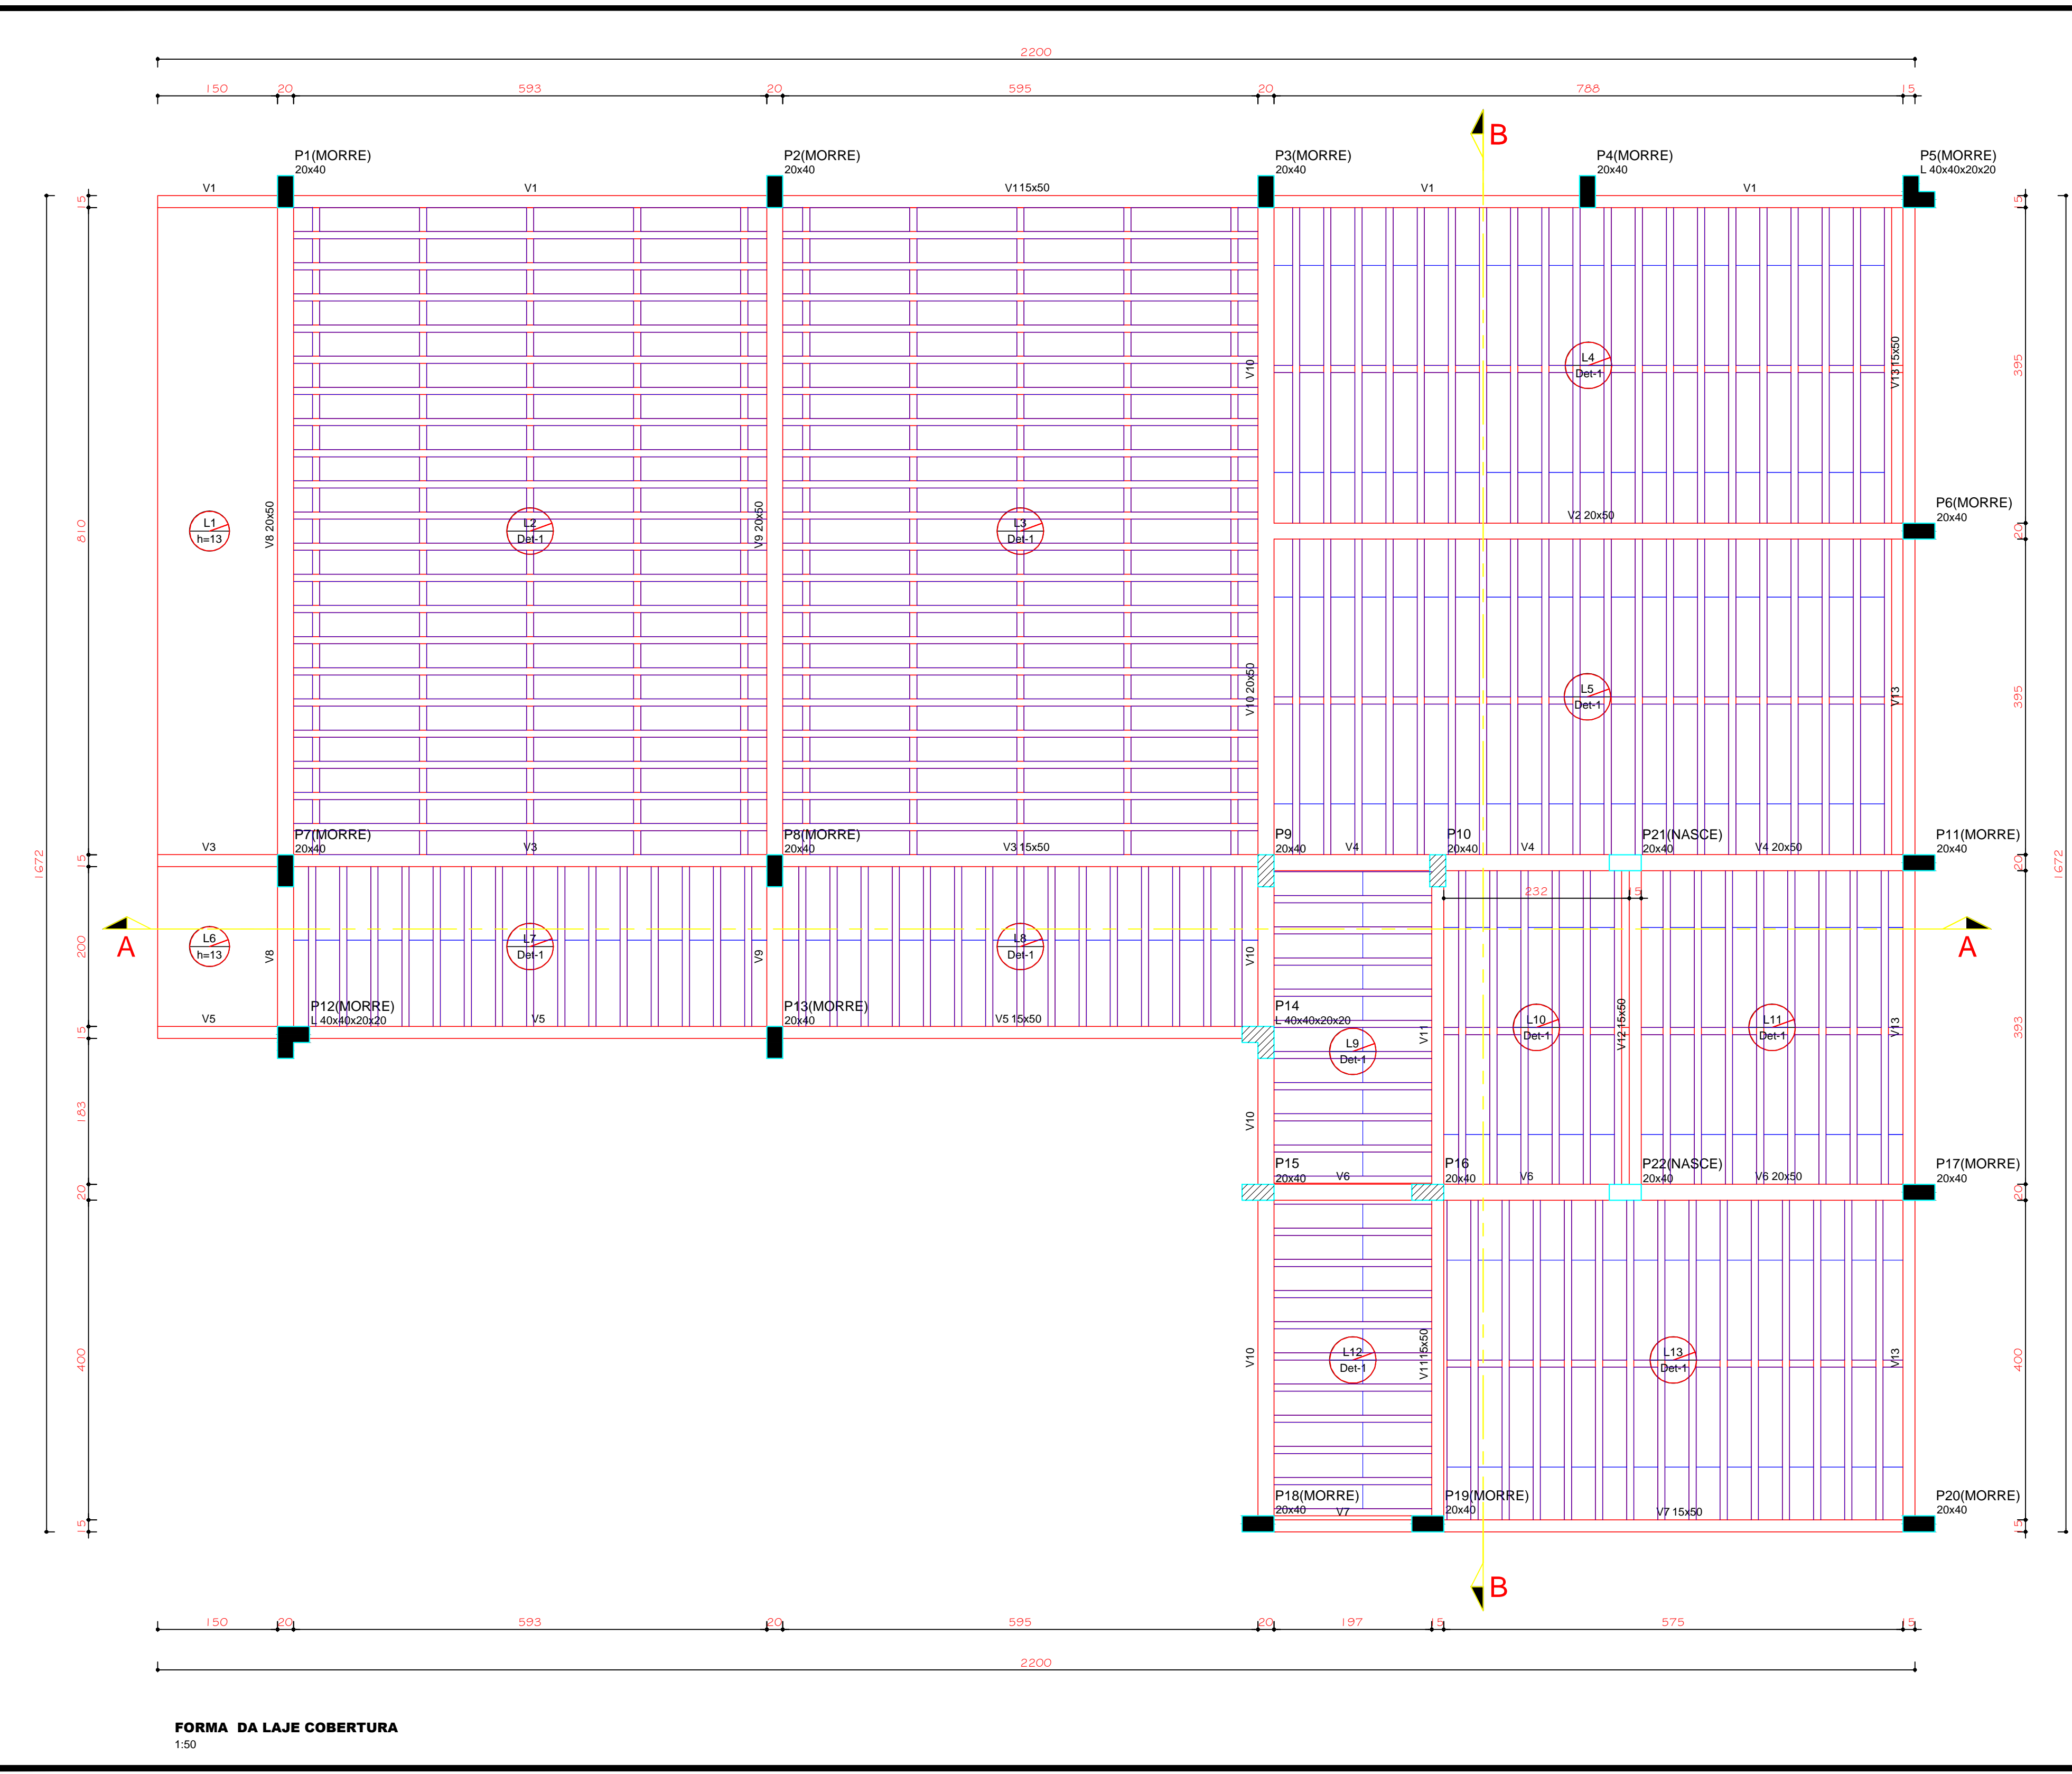 2200
150 20 593 20 595 20 788 15
B
P1(MORRE)
20x40
P2(MORRE)
20x40
P3(MORRE)
20x40
P4(MORRE)
20x40
P5(MORRE)
L 40x40x20x20
V1 V1 V115x50 V1 V1
15 15
V10
L4
Det-1
V13 15x50
395
L1
h=13
V8 20x50
L2
Det-1
V9 20x50
L3
Det-1
810
V2 20x50
P6(MORRE)
20x40
20
V10 20x50
L5
Det-1
V13
395
P7(MORRE)
20x40
P8(MORRE)
20x40
P9
20x40
P10
20x40
P21(NASCE)
20x40
P11(MORRE)
20x40
V3 V3 V3 15x50 V4 V4 V4 20x50
15 20
1672 1672
232 15
A A
L6
h=13
V8
L7
Det-1
V9
L8
Det-1
V10
200
P12(MORRE)
L 40x40x20x20
P13(MORRE)
20x40
P14
L 40x40x20x20
V5 V5 V5 15x50
15
L9
Det-1
V11
L10
Det-1
V12 15x50
L11
Det-1
V13
393
183
V10
P15
20x40
P16
20x40
P22(NASCE)
20x40
P17(MORRE)
20x40
V6 V6 V6 20x50
20 20
400
V10
L12
Det-1
V1115x50
L13
Det-1
V13
400
P18(MORRE)
20x40
P19(MORRE)
20x40
P20(MORRE)
20x40
V7 V7 15x50
15 15
B
150 20 593 20 595 20 197 15 575 15
2200
FORMA DA LAJE COBERTURA
1:50